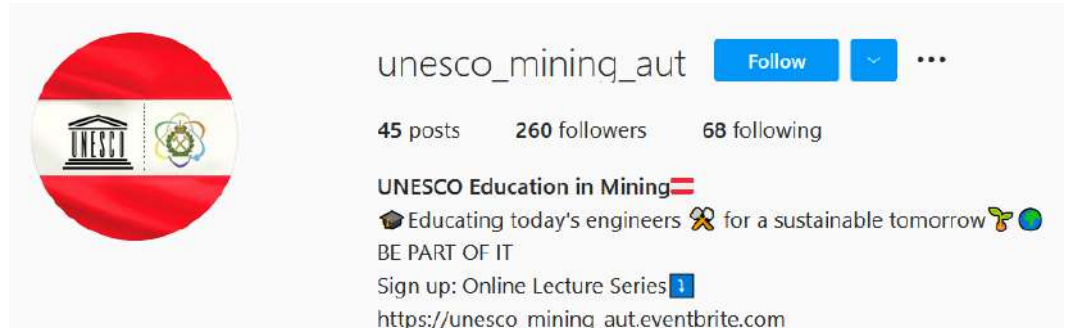 UNESCO
unesco_mining_aut Follow
45 posts 260 followers 68 following
UNESCO Education in Mining
Educating today's engineers for a sustainable tomorrow
BE PART OF IT
Sign up: Online Lecture Series
https://unesco_mining_aut.eventbrite.com